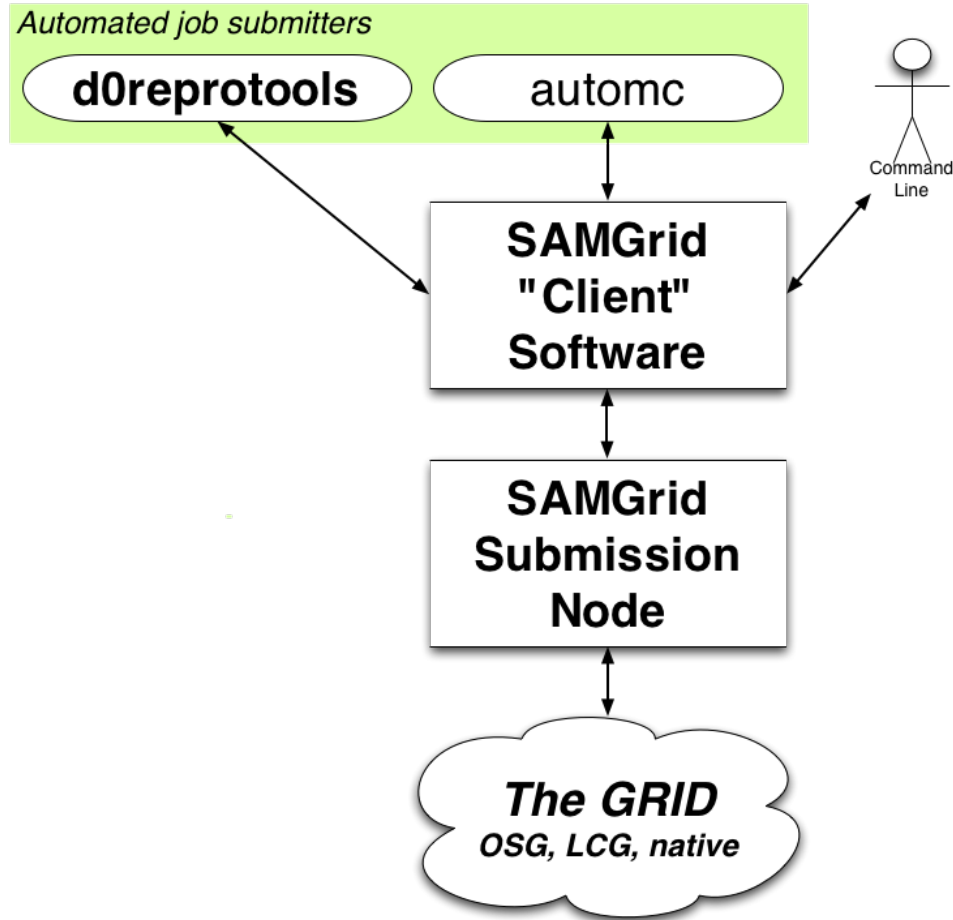 Automated job submitters
d0reprotools
automc
Command
Line
SAMGrid
"Client"
Software
SAMGrid
Submission
Node
The GRID
OSG, LCG, native